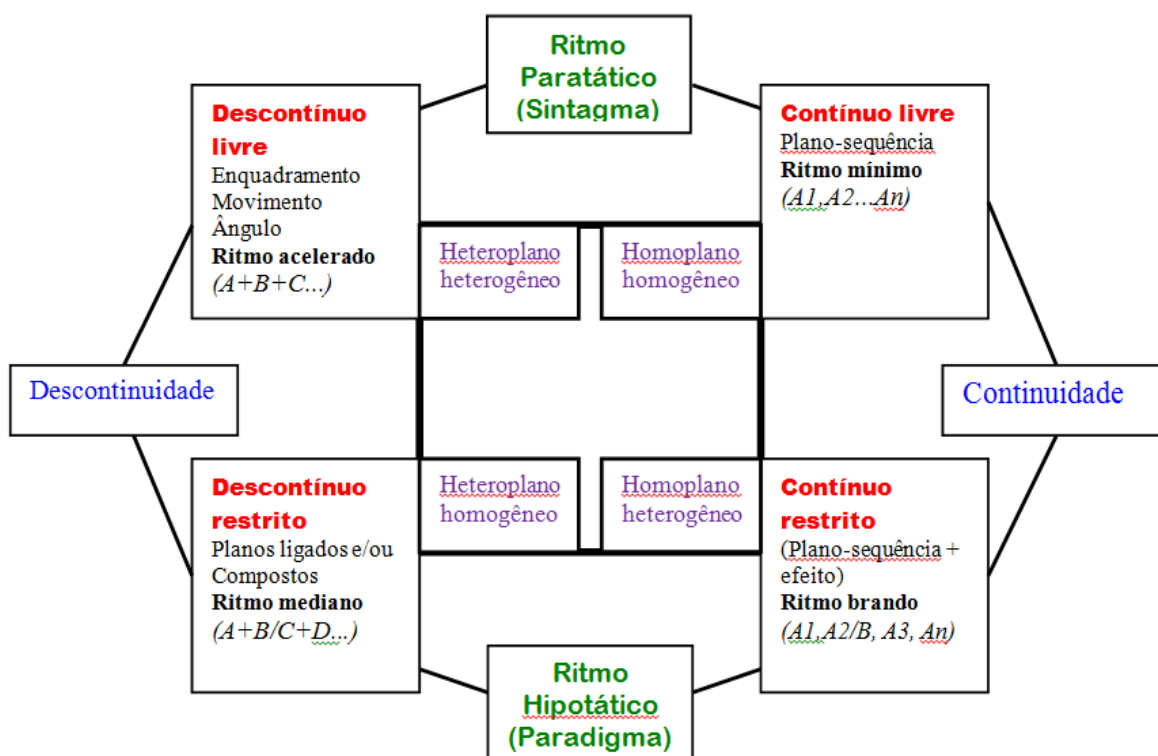 Ritmo
Paratático
(Sintagma)
Descontínuo
livre
Enquadramento
Movimento
Ângulo
Ritmo acelerado
(A+B+C...)
Contínuo livre
Plano-sequência
Ritmo mínimo
(A1,A2...An)
Heteroplano
heterogêneo
Homoplano
homogêneo
Descontinuidade
Continuidade
Heteroplano
homogêneo
Homoplano
heterogêneo
Descontínuo
restrito
Planos ligados e/ou
Compostos
Ritmo mediano
(A+B/C+D...)
Contínuo
restrito
(Plano-sequência +
efeito)
Ritmo brando
(A1,A2/B, A3, An)
Ritmo
Hipotático
(Paradigma)